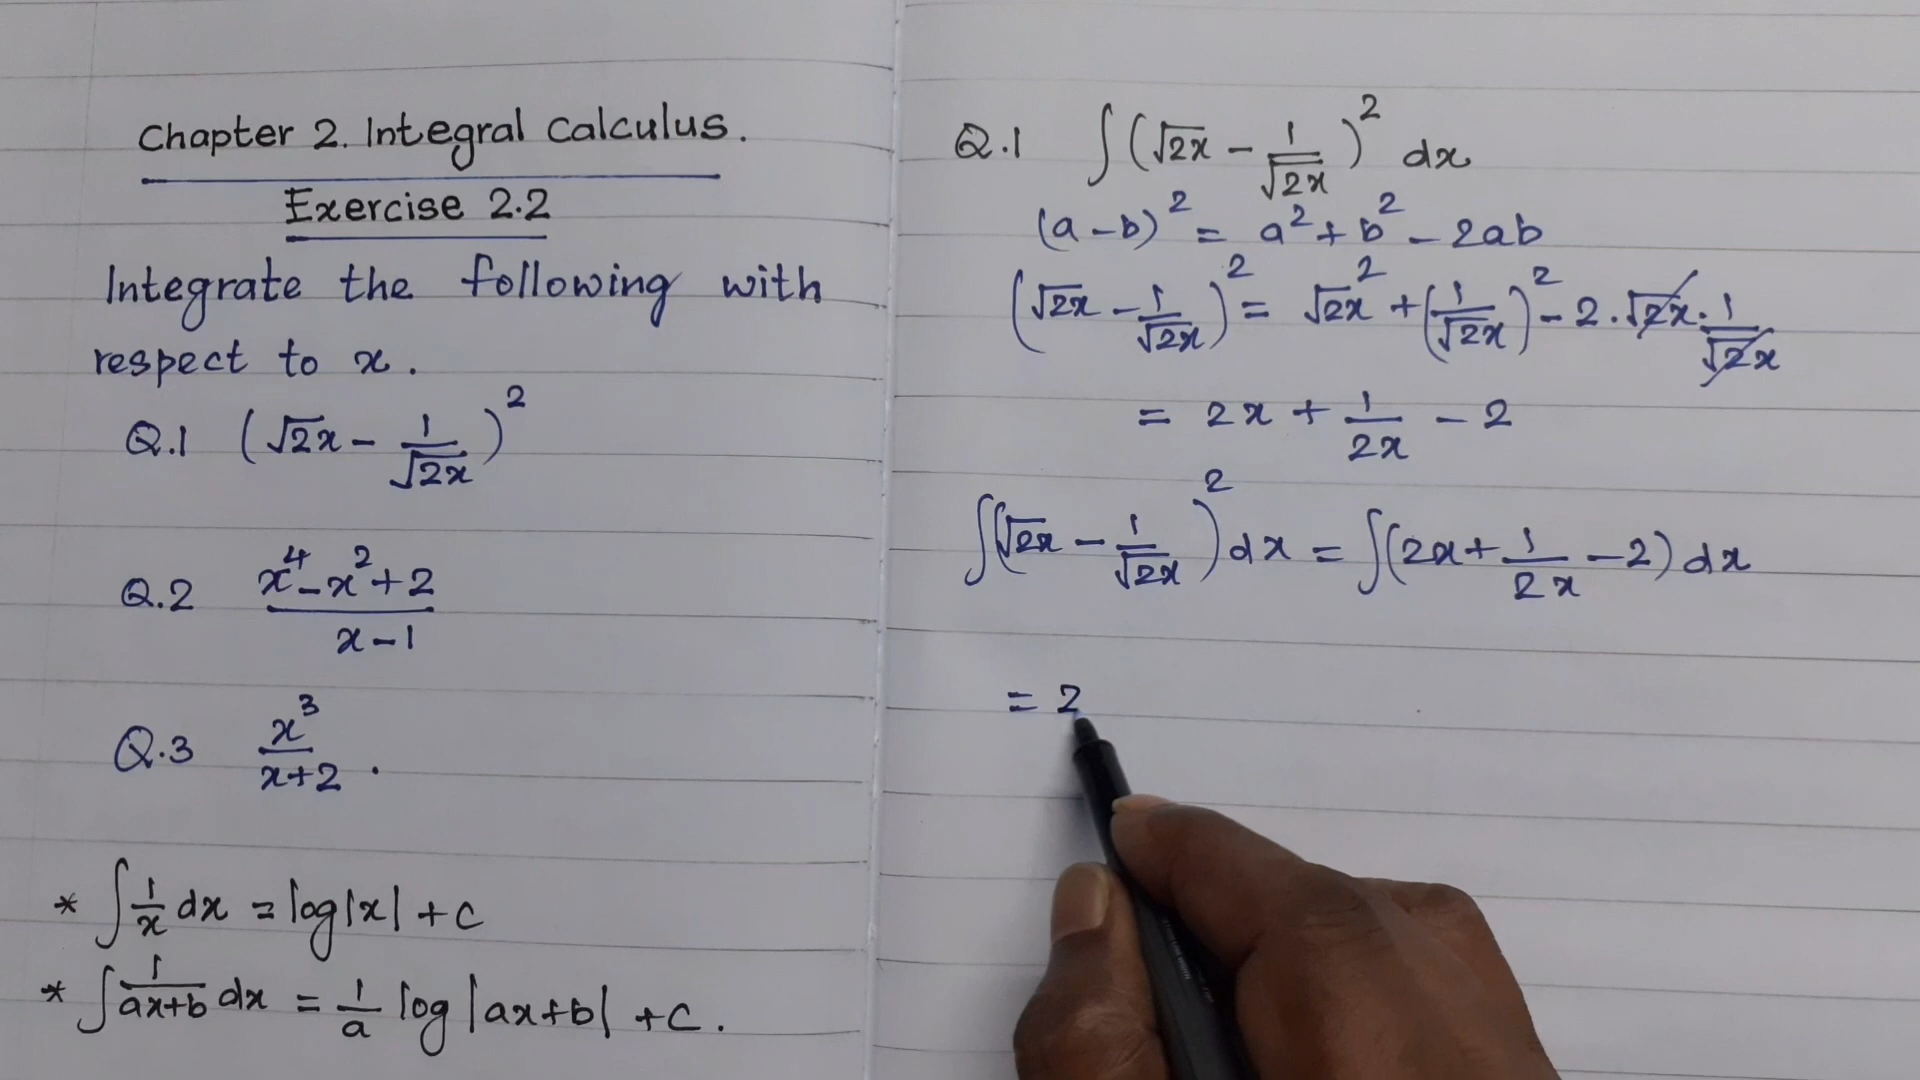 Chapter 2. Integral Calculus.
Exercise 2.2
Integrate the following with
respect to x.
Q.1 (√2x - 1/√2x)²
Q.2 x⁴-x²+2/x-1
Q.3 x³/x+2 .
* ∫1/x dx = log|x| +c
* ∫1/ax+b dx = 1/a log |ax+b| +c.
Q.1 ∫(√2x - 1/√2x)² dx
(a-b)² = a²+b²-2ab
(√2x - 1/√2x)² = √2x² + (1/√2x)² - 2.√2x.1/√2x
= 2x + 1/2x - 2
∫(√2x - 1/√2x)² dx = ∫(2x + 1/2x - 2) dx
= 2